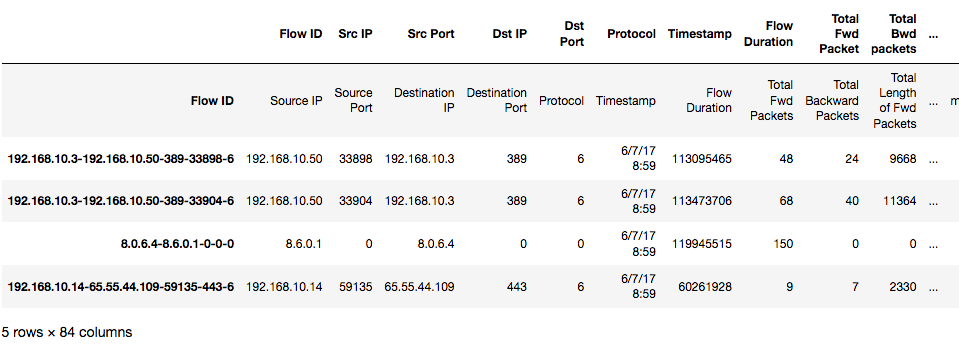 Flow ID Src IP Src Port Dst IP Dst Port Protocol Timestamp Flow Duration Total Fwd Packet Total Bwd packets ...
Flow ID Source IP Source Port Destination IP Destination Port Protocol Timestamp Flow Duration Total Fwd Packets Total Backward Packets Total Length of Fwd Packets ... m
192.168.10.3-192.168.10.50-389-33898-6 192.168.10.50 33898 192.168.10.3 389 6 6/7/17 8:59 113095465 48 24 9668 ...
192.168.10.3-192.168.10.50-389-33904-6 192.168.10.50 33904 192.168.10.3 389 6 6/7/17 8:59 113473706 68 40 11364 ...
8.0.6.4-8.6.0.1-0-0-0 8.6.0.1 0 8.0.6.4 0 0 6/7/17 8:59 119945515 150 0 0 ...
192.168.10.14-65.55.44.109-59135-443-6 192.168.10.14 59135 65.55.44.109 443 6 6/7/17 8:59 60261928 9 7 2330 ...
5 rows × 84 columns